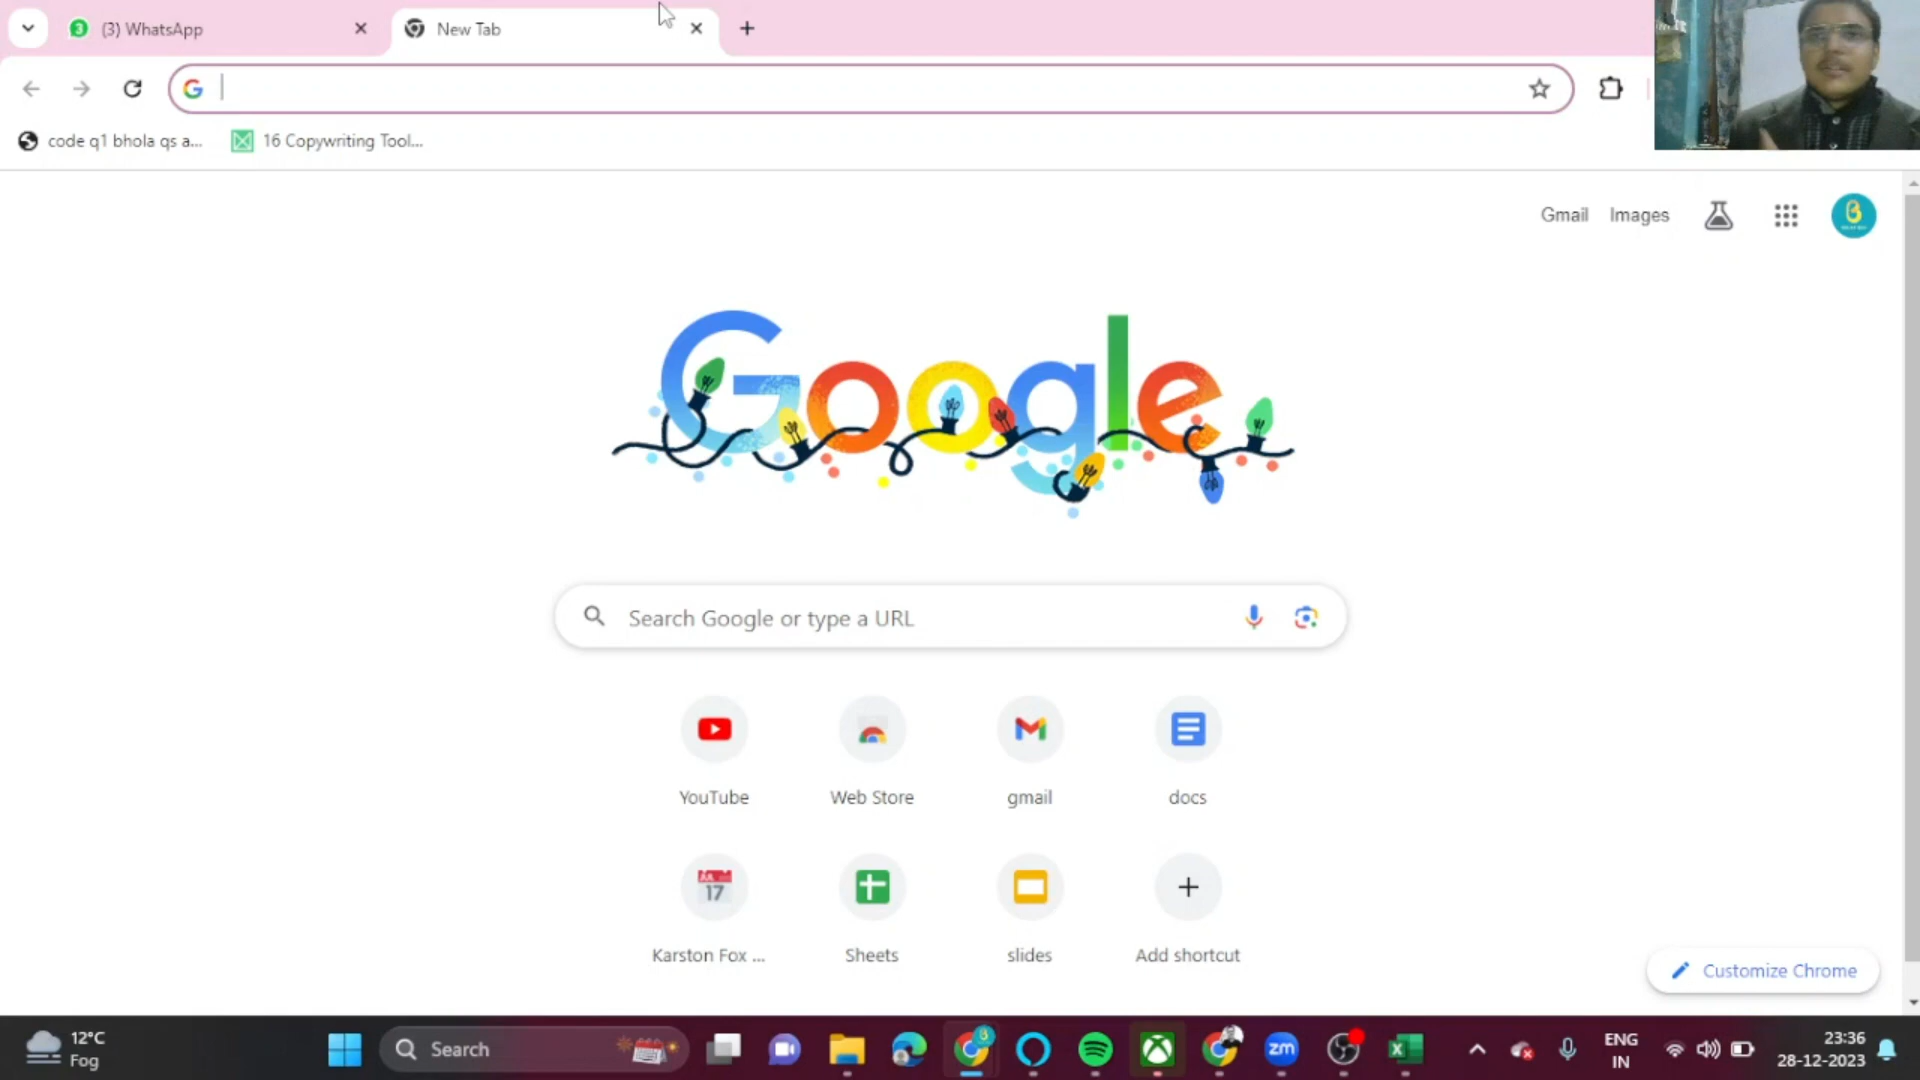 3 (3) WhatsApp
New Tab
code q1 bhola qs a...
16 Copywriting Tool...
Gmail Images
Google
Search Google or type a URL
YouTube
Web Store
gmail
docs
17
Karston Fox ...
Sheets
slides
Add shortcut
Customize Chrome
12°C
Fog
Search
zm
ENG
IN
23:36
28-12-2023